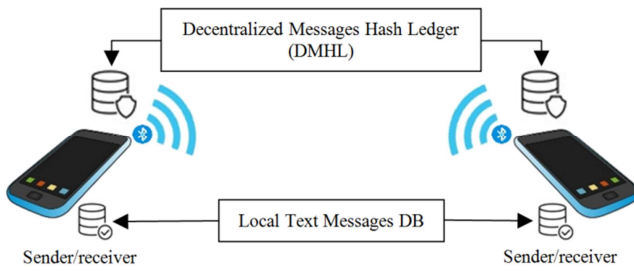 Decentralized Messages Hash Ledger
(DMHL)
Local Text Messages DB
Sender/receiver
Sender/receiver